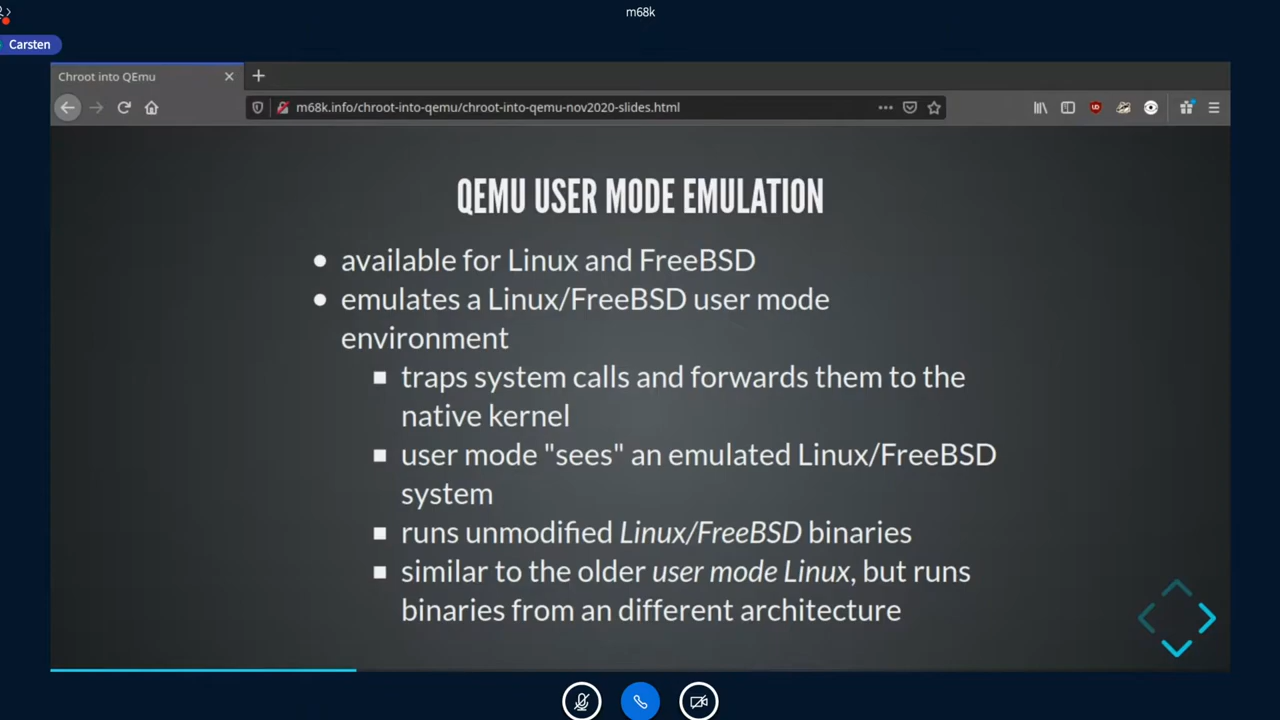 m68k
Carsten
Chroot into QEmu
m68k.info/chroot-into-qemu/chroot-into-qemu-nov2020-slides.html
QEMU USER MODE EMULATION
available for Linux and FreeBSD
emulates a Linux/FreeBSD user mode
environment
traps system calls and forwards them to the
native kernel
user mode "sees" an emulated Linux/FreeBSD
system
runs unmodified Linux/FreeBSD binaries
similar to the older user mode Linux, but runs
binaries from an different architecture